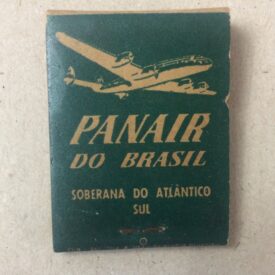 PANAIR
DO BRASIL
SOBERANA DO ATLÂNTICO
SUL